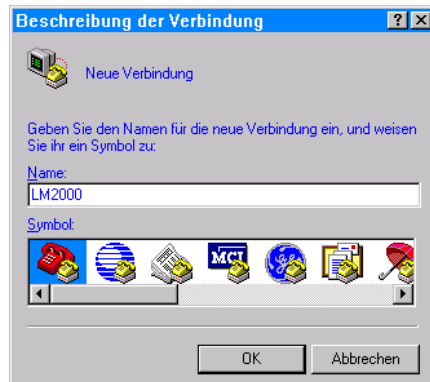 Beschreibung der Verbindung
Neue Verbindung
Geben Sie den Namen für die neue Verbindung ein, und weisen
Sie ihr ein Symbol zu:
Name:
LM2000
Symbol:
MCI
OK
Abbrechen